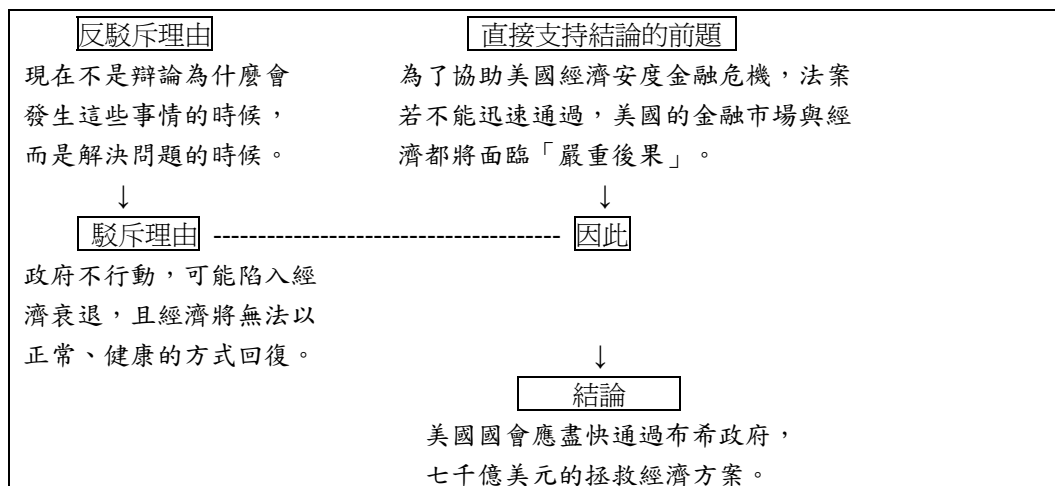 反駁斥理由
現在不是辯論為什麼會
發生這些事情的時候，
而是解決問題的時候。
直接支持結論的前題
為了協助美國經濟安度金融危機，法案
若不能迅速通過，美國的金融市場與經
濟都將面臨「嚴重後果」。
↓ ↓
駁斥理由 --------------------------------------- 因此
政府不行動，可能陷入經
濟衰退，且經濟將無法以
正常、健康的方式回復。
↓
結論
美國國會應盡快通過布希政府，
七千億美元的拯救經濟方案。